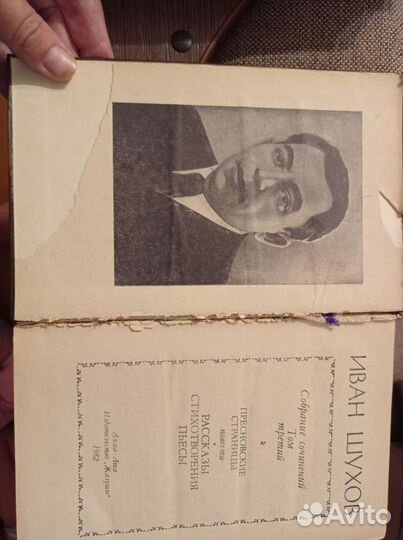 ИВАН ШУХОВ
Собрание сочинений
Том
третий
ПРЕСНОВСКИЕ
СТРАНИЦЫ
повести
РАССКАЗЫ
СТИХОТВОРЕНИЯ
ПЬЕСЫ
Алма-Ата
Издательство „Жазушы“
1982
Avito